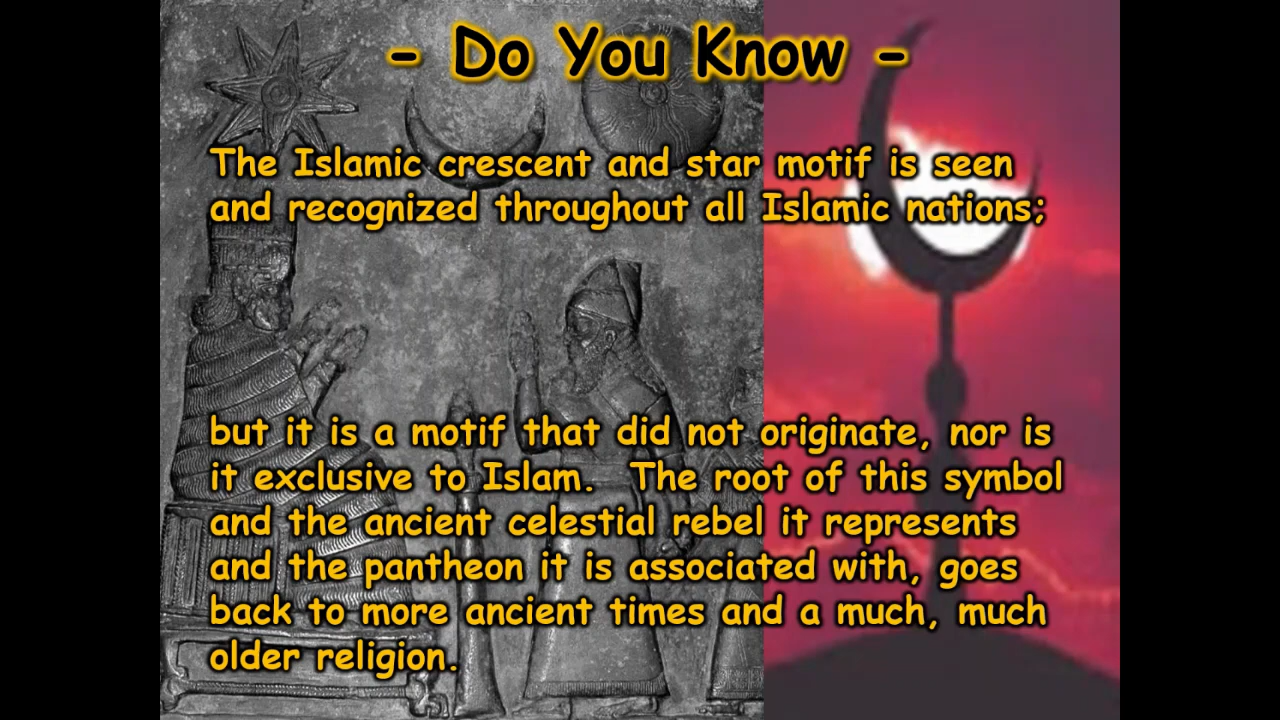 - Do You Know -
The Islamic crescent and star motif is seen
and recognized throughout all Islamic nations;
but it is a motif that did not originate, nor is
it exclusive to Islam.  The root of this symbol
and the ancient celestial rebel it represents
and the pantheon it is associated with, goes
back to more ancient times and a much, much
older religion.